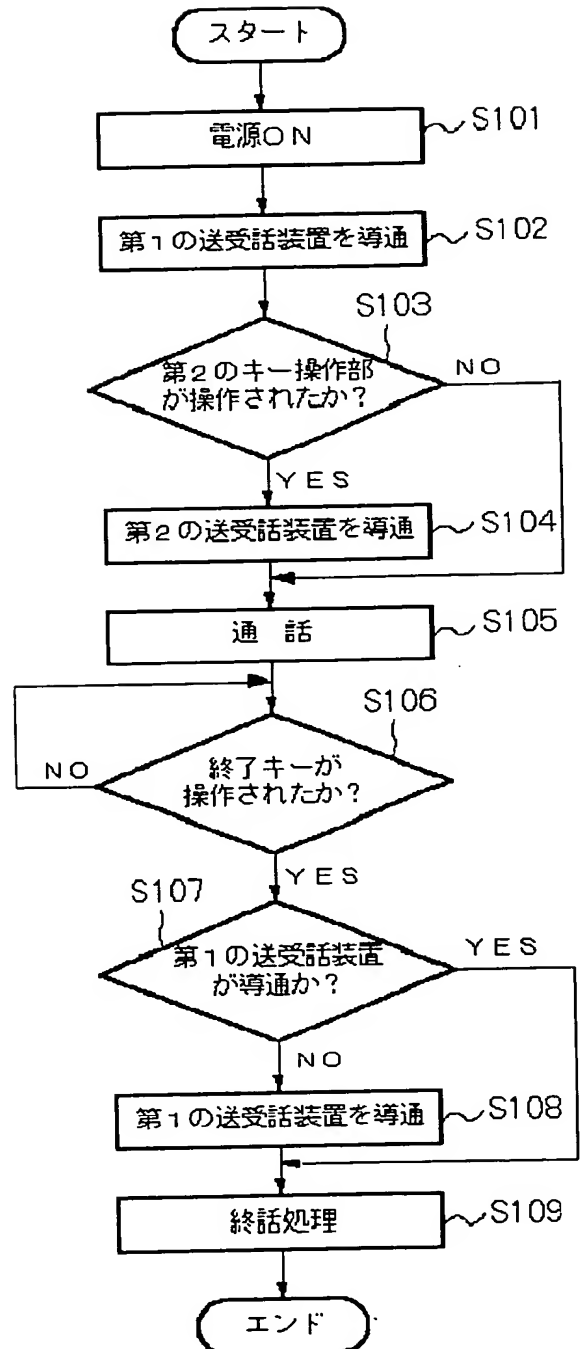 スタート
電源ON
S101
第1の送受話装置を導通
S102
S103
第2のキー操作部
が操作されたか?
NO
YES
第2の送受話装置を導通
S104
通 話
S105
S106
終了キーが
操作されたか?
NO
YES
S107
第1の送受話装置
が導通か?
YES
NO
第1の送受話装置を導通
S108
終話処理
S109
エンド